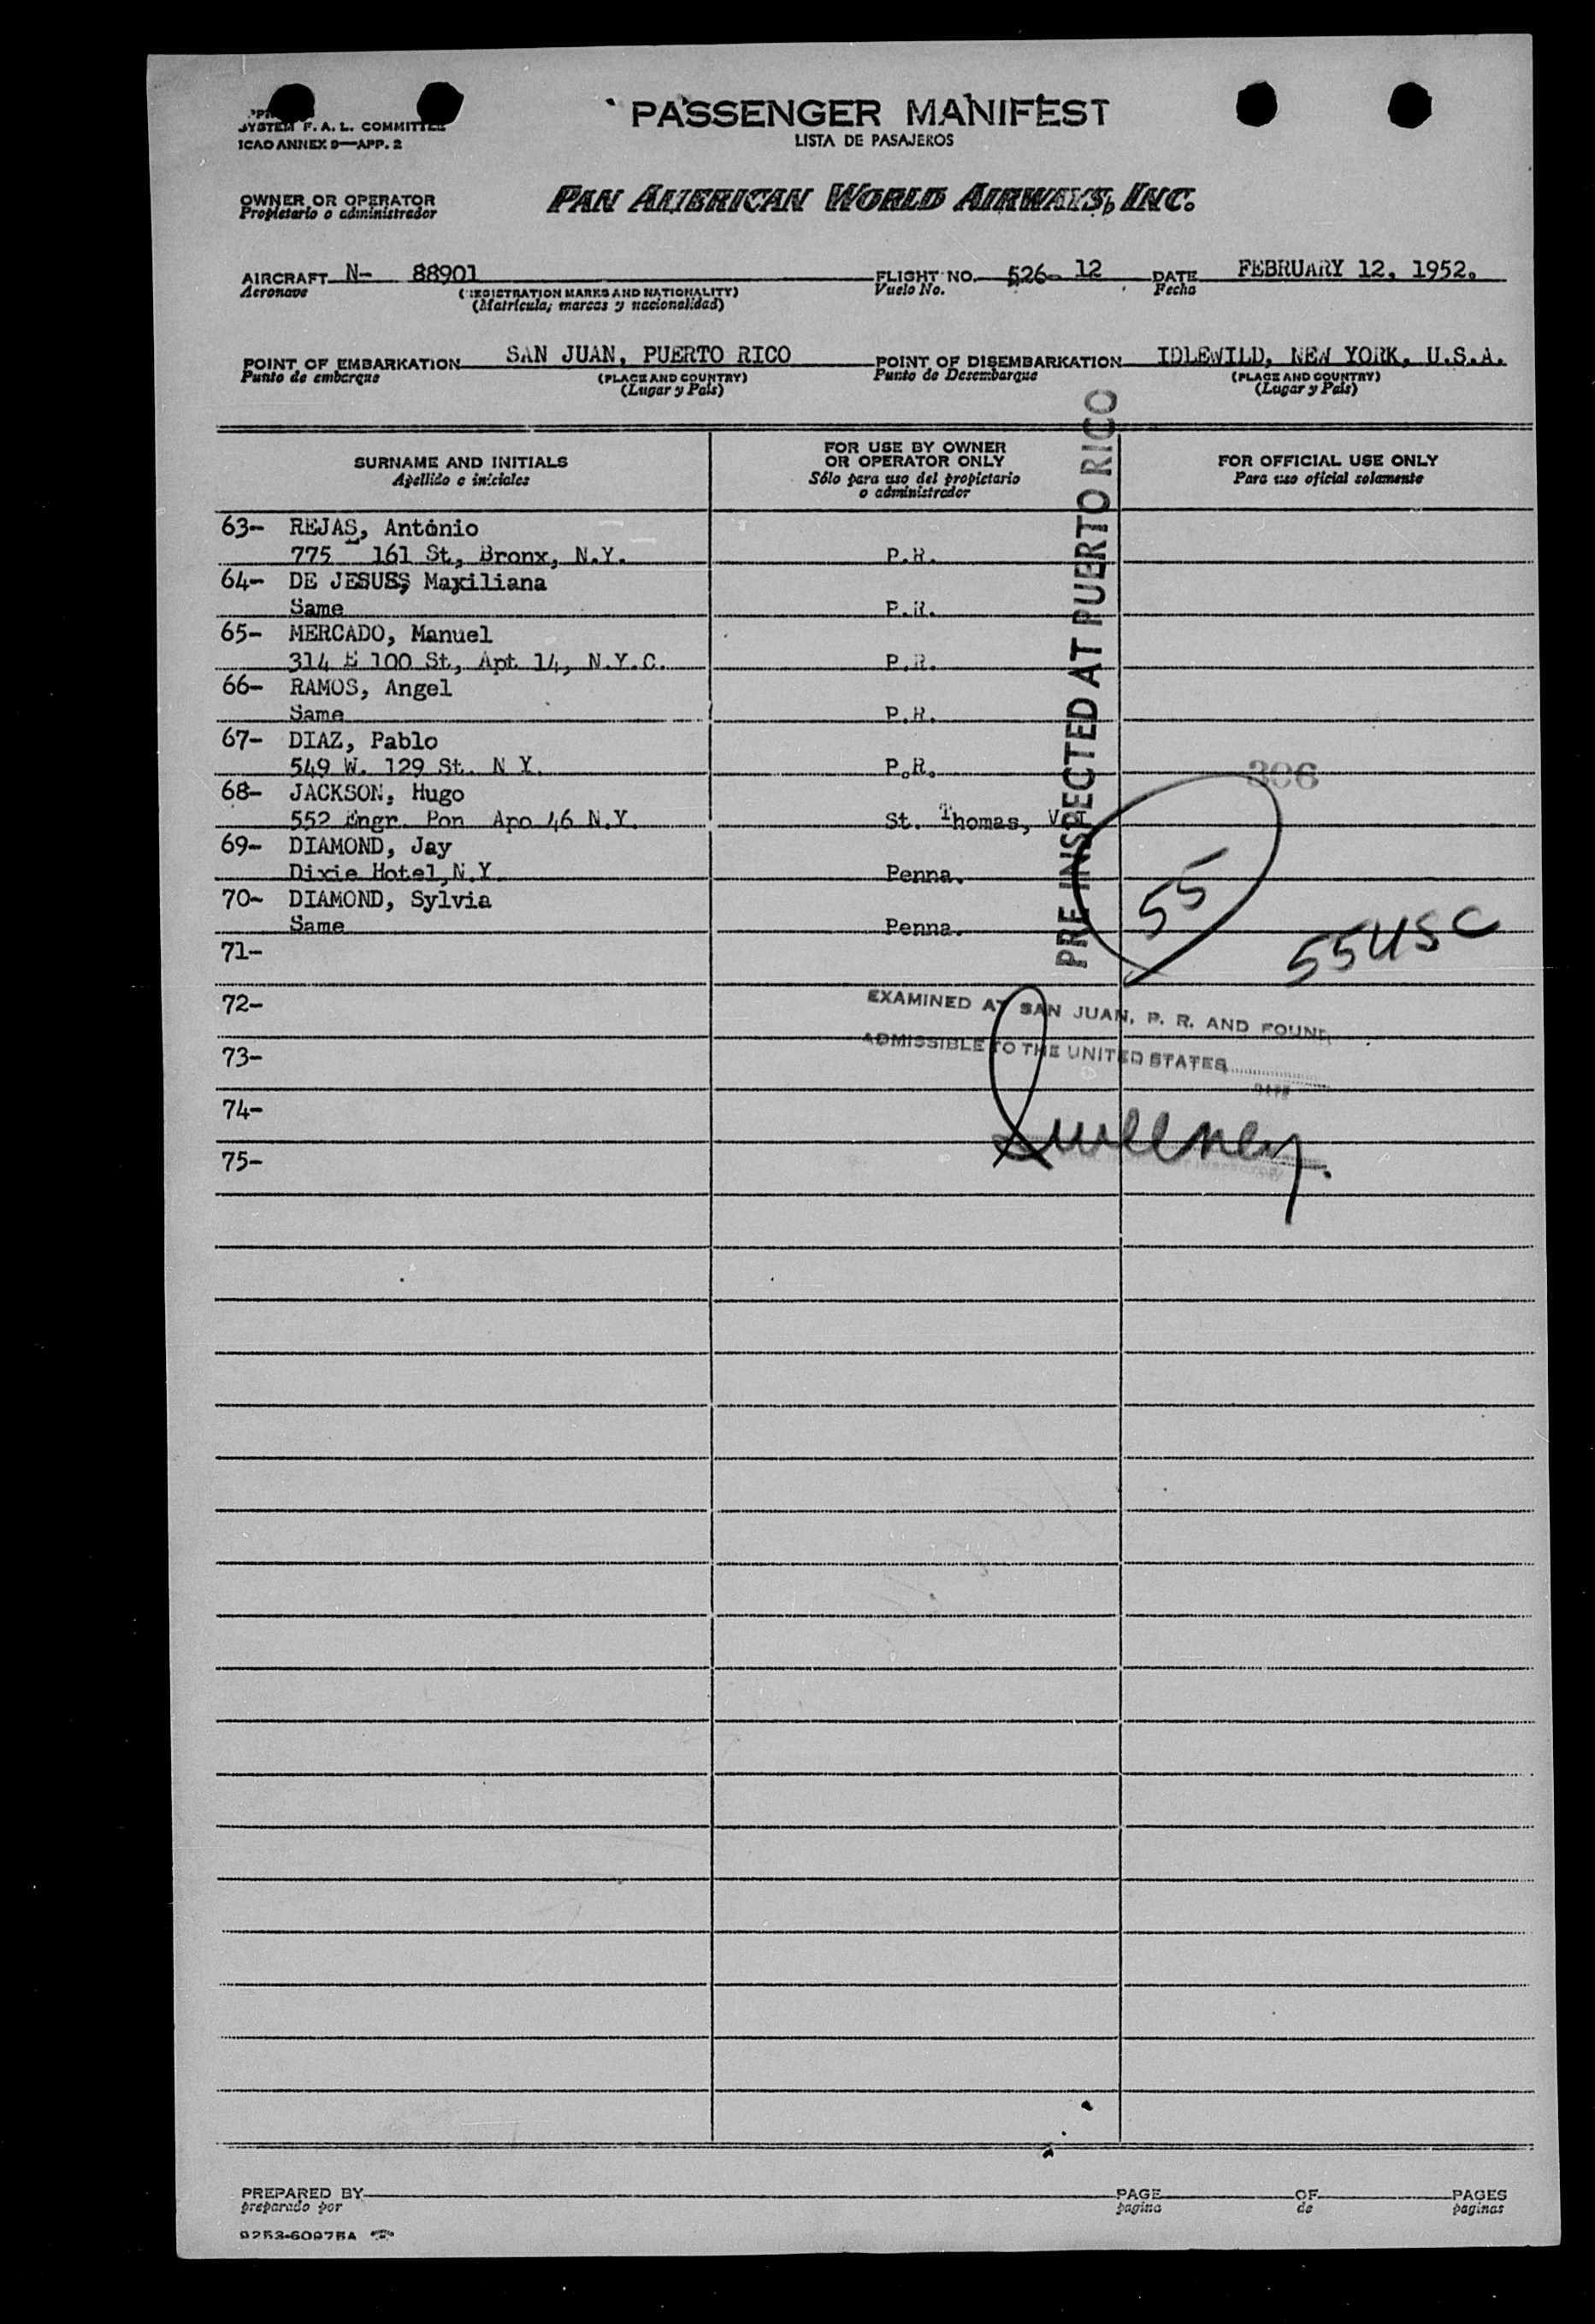 SYSTEM F.A.L. COMMITTEE
ICAO ANNEX 9—APP. 2
PASSENGER MANIFEST
LISTA DE PASAJEROS
OWNER OR OPERATOR
Propietario o administrador
PAN AMERICAN WORLD AIRWAYS, INC.
AIRCRAFT N- 88901 FLIGHT NO. 526- 12 DATE FEBRUARY 12, 1952.
Aeronave (REGISTRATION MARKS AND NATIONALITY) Vuelo No. Fecha
(Matrícula; marcas y nacionalidad)
POINT OF EMBARKATION SAN JUAN, PUERTO RICO POINT OF DISEMBARKATION IDLEWILD, NEW YORK, U.S.A.
Punto de embarque (PLACE AND COUNTRY) Punto de Desembarque (PLACE AND COUNTRY)
(Lugar y País) (Lugar y País)
SURNAME AND INITIALS
Apellido e iniciales
FOR USE BY OWNER
OR OPERATOR ONLY
Sólo para uso del propietario
o administrador
FOR OFFICIAL USE ONLY
Para uso oficial solamente
63- REJAS, Antonio
775 161 St, Bronx, N.Y. P.R.
64- DE JESUS, Maxiliana
Same P.R.
65- MERCADO, Manuel
314 E 100 St, Apt 14, N.Y.C. P.R.
66- RAMOS, Angel
Same P.R.
67- DIAZ, Pablo
549 W. 129 St. N Y. P.R.
306
68- JACKSON, Hugo
552 Engr. Pon Apo 46 N.Y. St. Thomas, V.I
69- DIAMOND, Jay
Dixie Hotel,N.Y Penna.
70- DIAMOND, Sylvia
Same Penna.
55
55 USC
PRE-INSPECTED AT PUERTO RICO
71-
72-
73-
74-
75-
EXAMINED AT SAN JUAN, P. R. AND FOUND
ADMISSIBLE TO THE UNITED STATES
DATE
PREPARED BY PAGE OF PAGES
preparado por pagina de paginas
9253-60975A